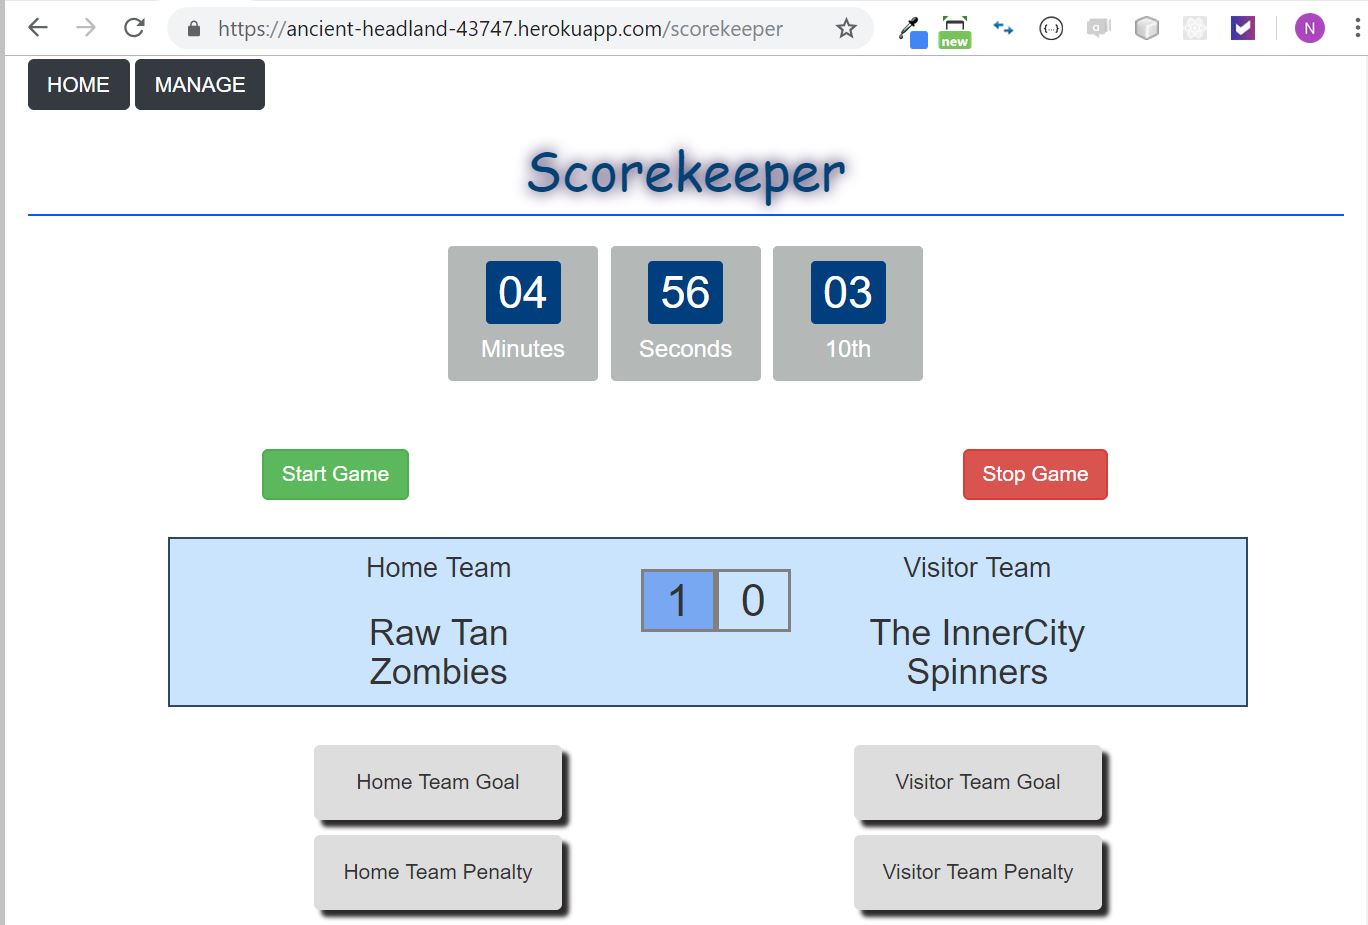 https://ancient-headland-43747.herokuapp.com/scorekeeper
new
N
HOME MANAGE
Scorekeeper
04 56 03
Minutes Seconds 10th
Start Game Stop Game
Home Team Visitor Team
1 0
Raw Tan The InnerCity
Zombies Spinners
Home Team Goal Visitor Team Goal
Home Team Penalty Visitor Team Penalty